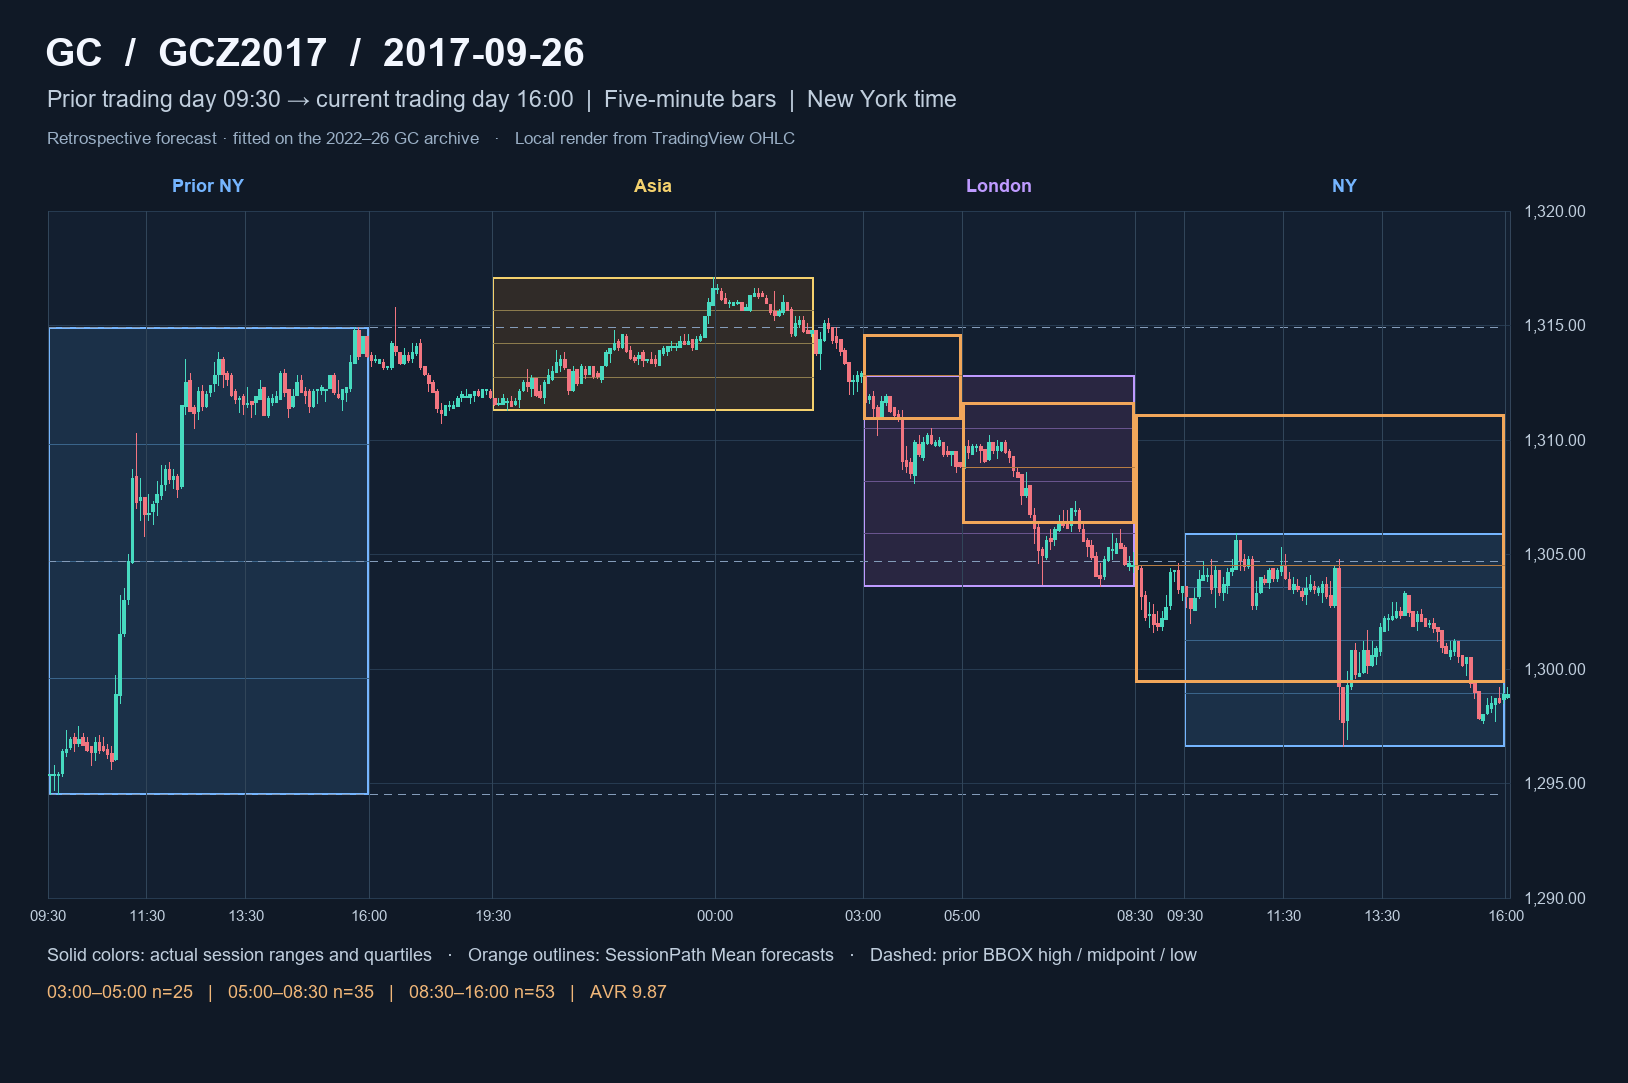 GC / GCZ2017 / 2017-09-26
Prior trading day 09:30 → current trading day 16:00 | Five-minute bars | New York time
Retrospective forecast · fitted on the 2022–26 GC archive · Local render from TradingView OHLC
Prior NY Asia London NY
1,320.00
1,315.00
1,310.00
1,305.00
1,300.00
1,295.00
1,290.00
09:30 11:30 13:30 16:00 19:30 00:00 03:00 05:00 08:30 09:30 11:30 13:30 16:00
Solid colors: actual session ranges and quartiles · Orange outlines: SessionPath Mean forecasts · Dashed: prior BBOX high / midpoint / low
03:00–05:00 n=25 | 05:00–08:30 n=35 | 08:30–16:00 n=53 | AVR 9.87